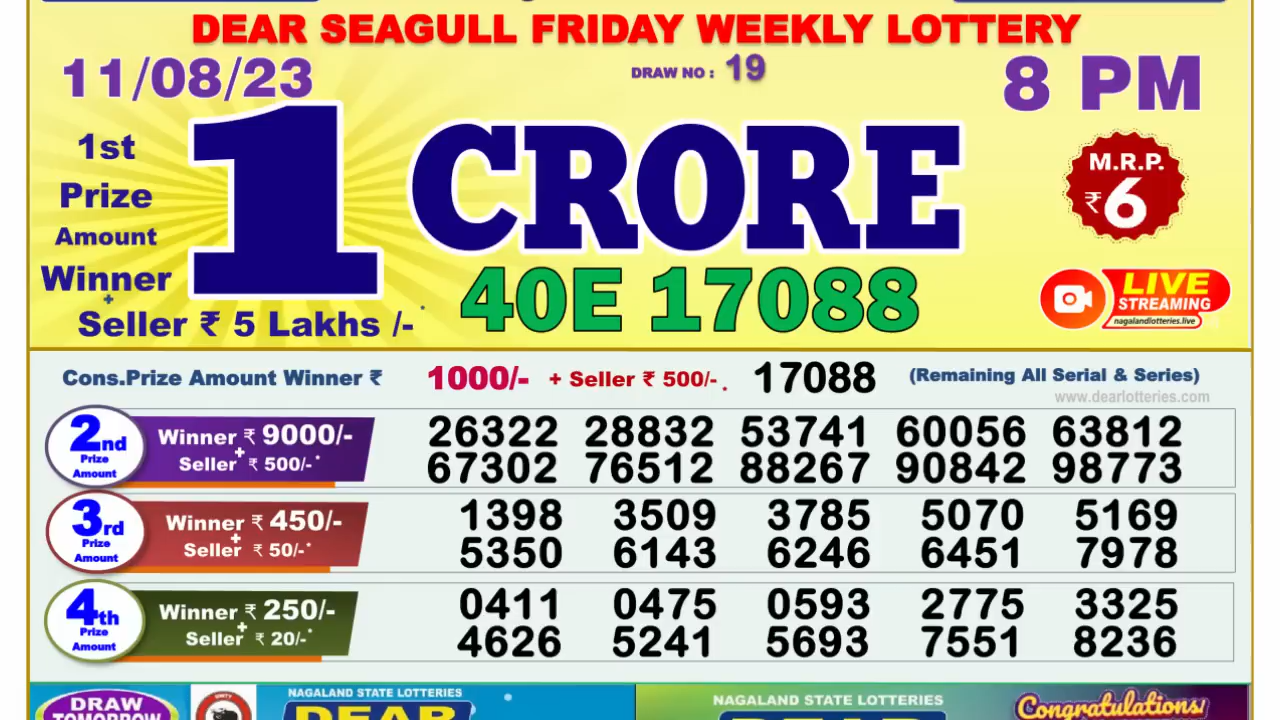 DEAR SEAGULL FRIDAY WEEKLY LOTTERY
11/08/23
DRAW NO : 19
8 PM
1st
Prize
Amount
Winner
+
Seller ₹ 5 Lakhs /-
1 CRORE
40E 17088
M.R.P.
₹ 6
LIVE
STREAMING
nagalandlotteries.live
Cons.Prize Amount Winner ₹ 1000/- + Seller ₹ 500/-. 17088 (Remaining All Serial & Series)
www.dearlotteries.com
2nd
Prize
Amount
Winner ₹ 9000/-
+
Seller ₹ 500/-*
26322 28832 53741 60056 63812
67302 76512 88267 90842 98773
3rd
Prize
Amount
Winner ₹ 450/-
+
Seller ₹ 50/-*
1398 3509 3785 5070 5169
5350 6143 6246 6451 7978
4th
Prize
Amount
Winner ₹ 250/-
+
Seller ₹ 20/-*
0411 0475 0593 2775 3325
4626 5241 5693 7551 8236
DRAW
TOMORROW
UNITY
NAGALAND STATE LOTTERIES
DEAR
NAGALAND STATE LOTTERIES
DEAR
Congratulations!